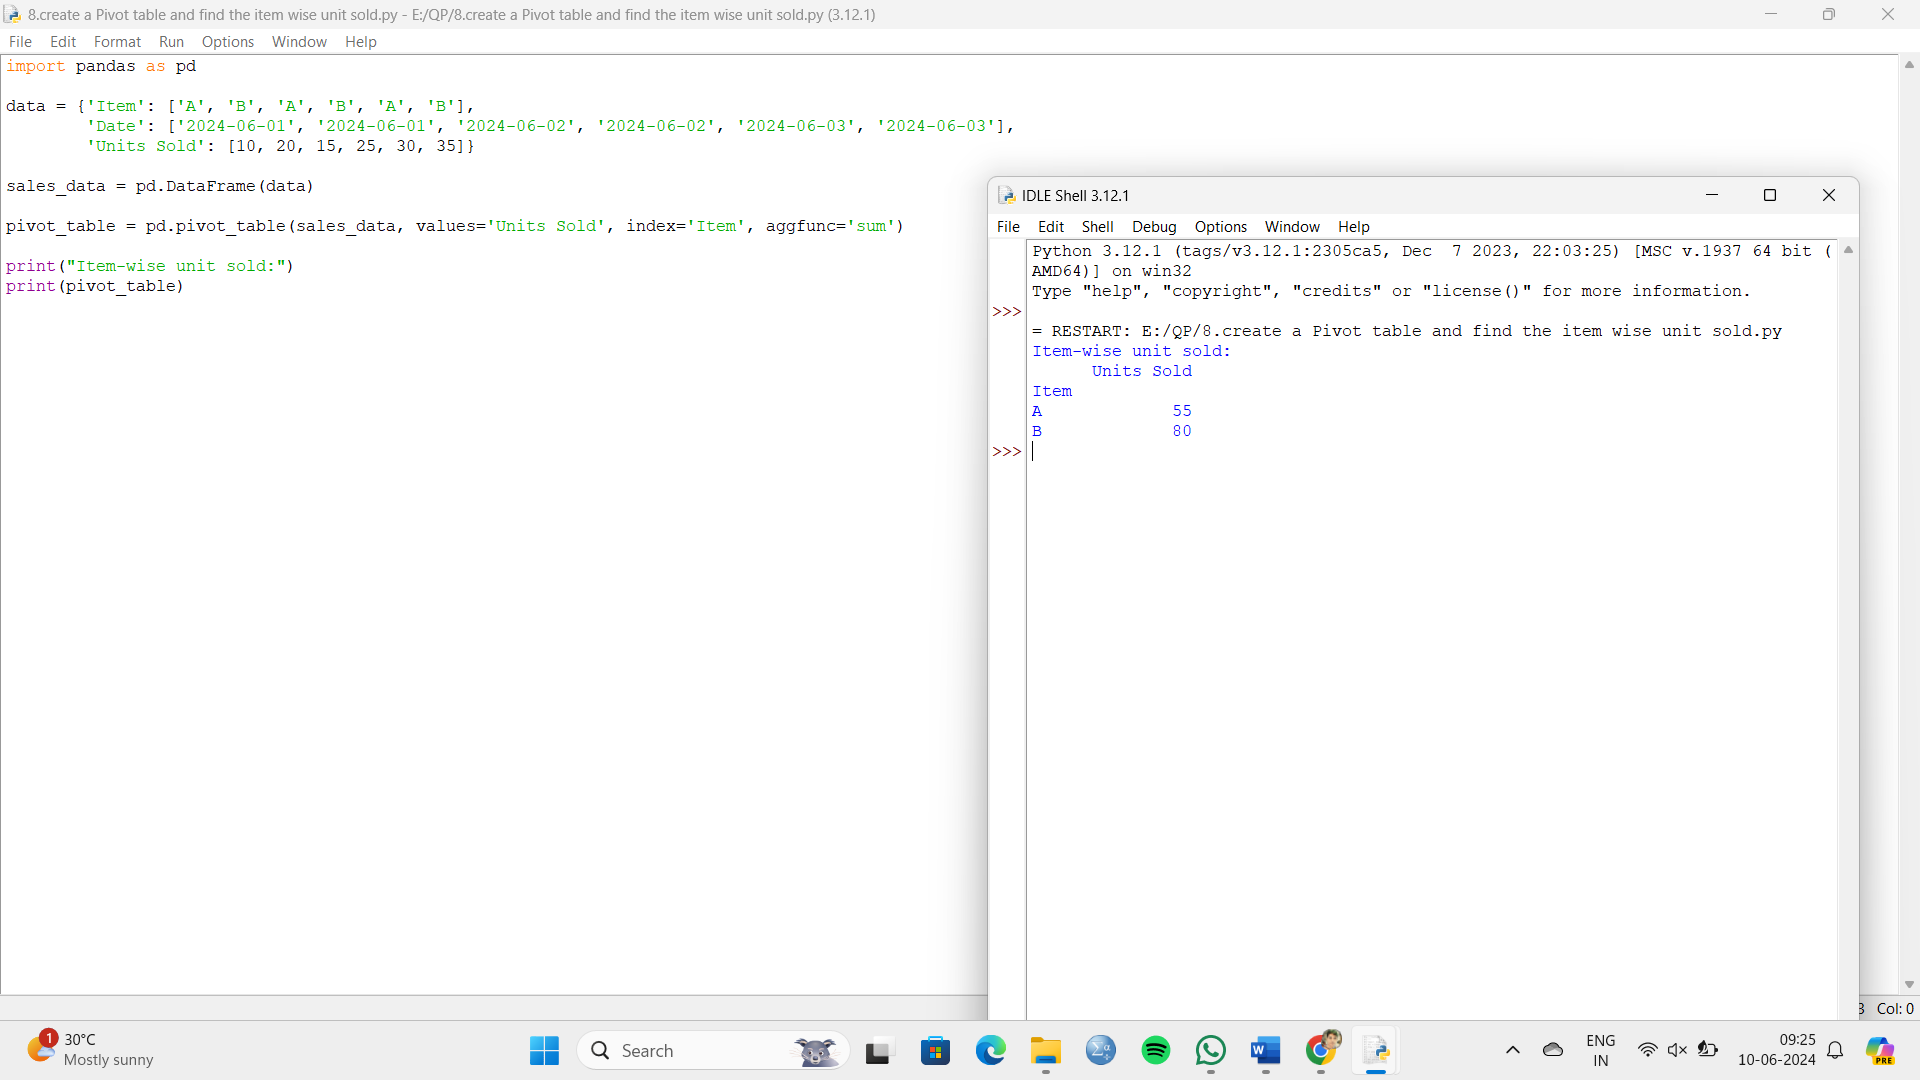 8.create a Pivot table and find the item wise unit sold.py - E:/QP/8.create a Pivot table and find the item wise unit sold.py (3.12.1)
File Edit Format Run Options Window Help
import pandas as pd
data = {'Item': ['A', 'B', 'A', 'B', 'A', 'B'],
        'Date': ['2024-06-01', '2024-06-01', '2024-06-02', '2024-06-02', '2024-06-03', '2024-06-03'],
        'Units Sold': [10, 20, 15, 25, 30, 35]}
sales_data = pd.DataFrame(data)
pivot_table = pd.pivot_table(sales_data, values='Units Sold', index='Item', aggfunc='sum')
print("Item-wise unit sold:")
print(pivot_table)
IDLE Shell 3.12.1
File Edit Shell Debug Options Window Help
Python 3.12.1 (tags/v3.12.1:2305ca5, Dec  7 2023, 22:03:25) [MSC v.1937 64 bit (
AMD64)] on win32
Type "help", "copyright", "credits" or "license()" for more information.
>>>
= RESTART: E:/QP/8.create a Pivot table and find the item wise unit sold.py
Item-wise unit sold:
      Units Sold
Item
A             55
B             80
>>>
3 Col: 0
1
30°C
Mostly sunny
Search
W
ENG
IN
09:25
10-06-2024
PRE